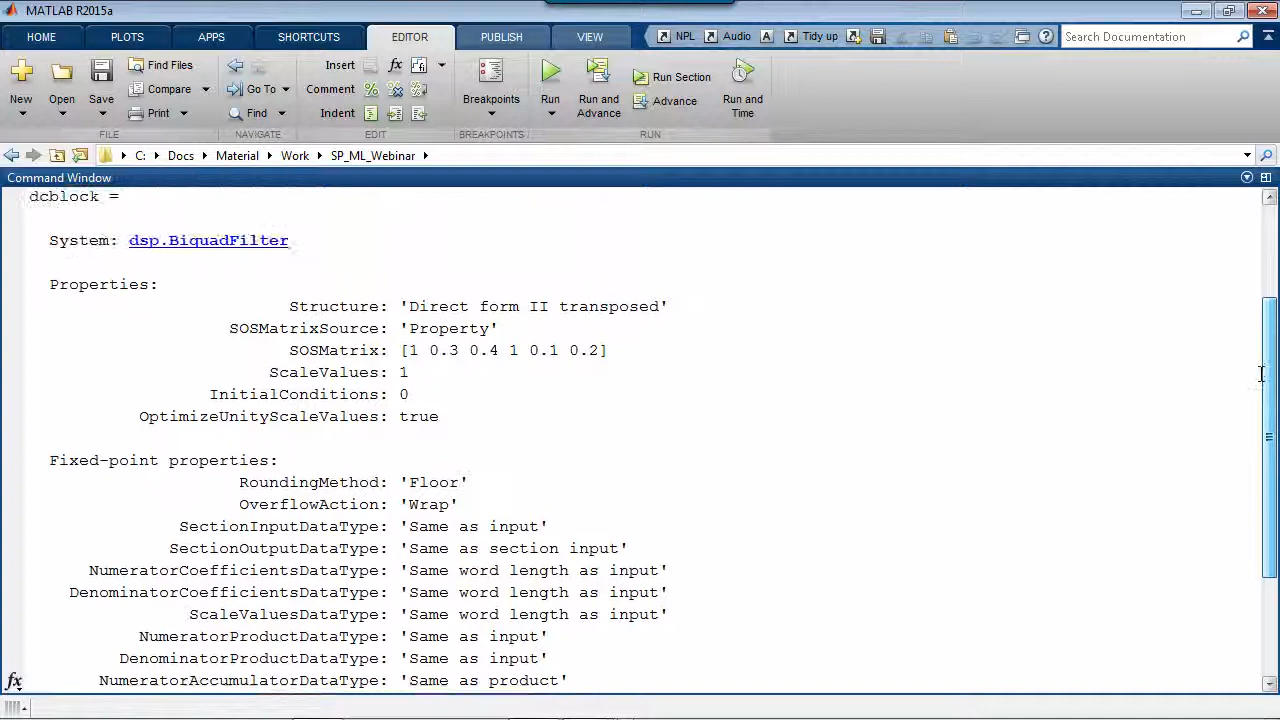 MATLAB R2015a
HOME PLOTS APPS SHORTCUTS EDITOR PUBLISH VIEW NPL Audio A Tidy up Search Documentation
New Open Save Find Files Compare Print Go To Find Insert fx Comment Indent Breakpoints Run Run and Advance Run Section Advance Run and Time
FILE NAVIGATE EDIT BREAKPOINTS RUN
C: Docs Material Work SP_ML_Webinar
Command Window
dcblock =
System: dsp.BiquadFilter
Properties:
Structure: 'Direct form II transposed'
SOSMatrixSource: 'Property'
SOSMatrix: [1 0.3 0.4 1 0.1 0.2]
ScaleValues: 1
InitialConditions: 0
OptimizeUnityScaleValues: true
Fixed-point properties:
RoundingMethod: 'Floor'
OverflowAction: 'Wrap'
SectionInputDataType: 'Same as input'
SectionOutputDataType: 'Same as section input'
NumeratorCoefficientsDataType: 'Same word length as input'
DenominatorCoefficientsDataType: 'Same word length as input'
ScaleValuesDataType: 'Same word length as input'
NumeratorProductDataType: 'Same as input'
DenominatorProductDataType: 'Same as input'
NumeratorAccumulatorDataType: 'Same as product'
fx